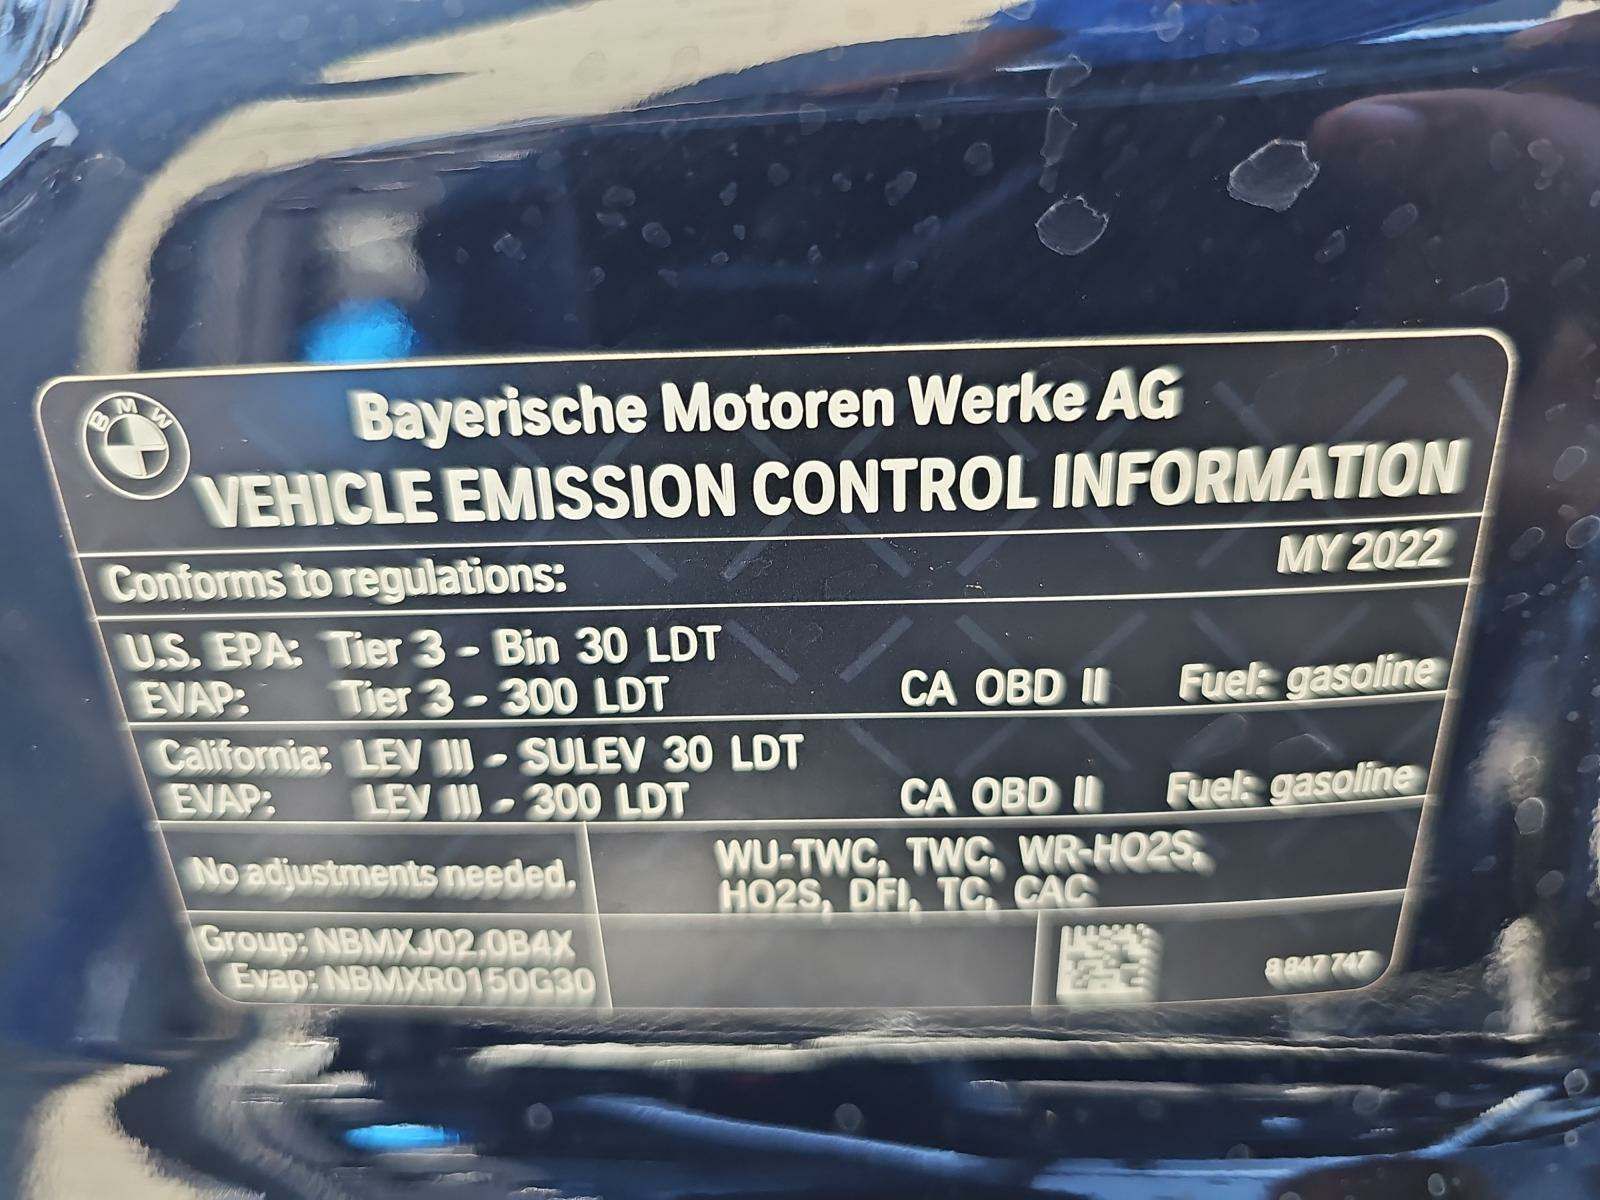 BMW
Bayerische Motoren Werke AG
VEHICLE EMISSION CONTROL INFORMATION
MY 2022
Conforms to regulations:
U.S. EPA: Tier 3 - Bin 30 LDT
EVAP: Tier 3 - 300 LDT CA OBD II Fuel: gasoline
California: LEV III - SULEV 30 LDT
EVAP: LEV III - 300 LDT CA OBD II Fuel: gasoline
No adjustments needed.
WU-TWC, TWC, WR-HO2S,
HO2S, DFI, TC, CAC
Group: NBMXJ02.0B4X
Evap: NBMXR0150G30
8 847 747